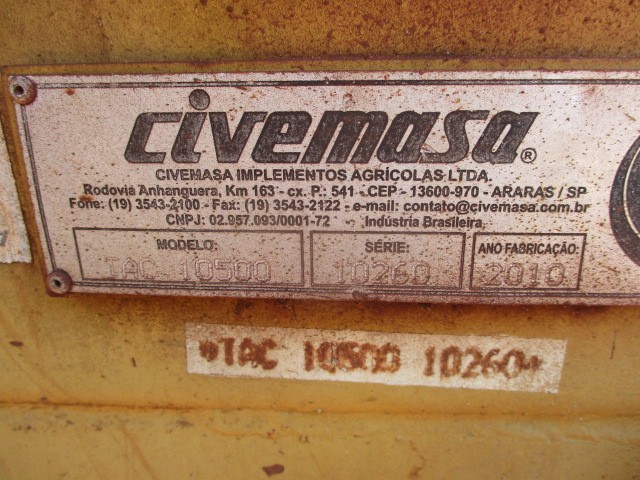 civemasa®
CIVEMASA IMPLEMENTOS AGRÍCOLAS LTDA.
Rodovia Anhanguera, Km 163 - cx. P.: 541 - CEP - 13600-970 - ARARAS / SP
Fone: (19) 3543-2100 - Fax: (19) 3543-2122 - e-mail: contato@civemasa.com.br
CNPJ: 02.957.093/0001-72 Indústria Brasileira
MODELO: SÉRIE: ANO FABRICAÇÃO:
TAC 10500 10260 2010
*TAC 10500 10260*